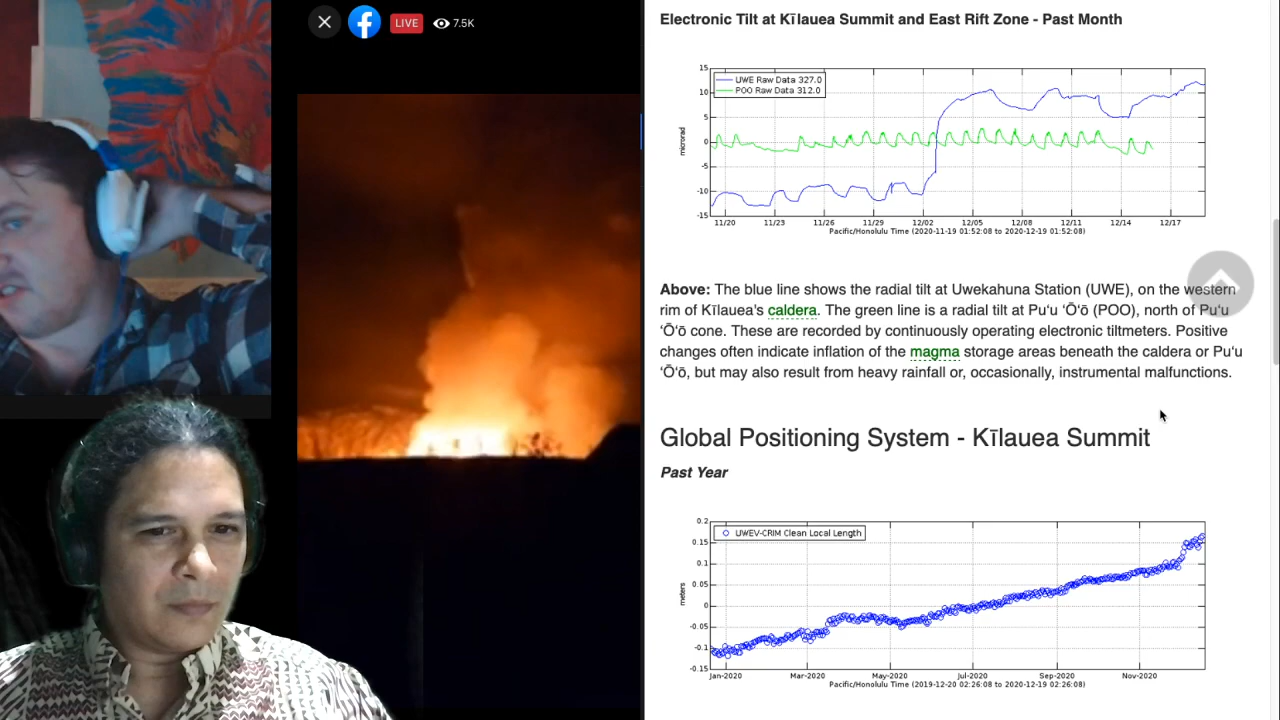 LIVE 7.5K
Electronic Tilt at Kīlauea Summit and East Rift Zone - Past Month
15
10
5
0
-5
-10
-15
microrad
UWE Raw Data 327.0
POO Raw Data 312.0
11/20 11/23 11/26 11/29 12/02 12/05 12/08 12/11 12/14 12/17
Pacific/Honolulu Time (2020-11-19 01:52:08 to 2020-12-19 01:52:08)
Above: The blue line shows the radial tilt at Uwekahuna Station (UWE), on the western
rim of Kīlauea's caldera. The green line is a radial tilt at Puʻu ʻŌʻō (POO), north of Puʻu
ʻŌʻō cone. These are recorded by continuously operating electronic tiltmeters. Positive
changes often indicate inflation of the magma storage areas beneath the caldera or Puʻu
ʻŌʻō, but may also result from heavy rainfall or, occasionally, instrumental malfunctions.
Global Positioning System - Kīlauea Summit
Past Year
0.2
0.15
0.1
0.05
0
-0.05
-0.1
-0.15
meters
UWEV-CRIM Clean Local Length
Jan-2020 Mar-2020 May-2020 Jul-2020 Sep-2020 Nov-2020
Pacific/Honolulu Time (2019-12-20 02:26:08 to 2020-12-19 02:26:08)